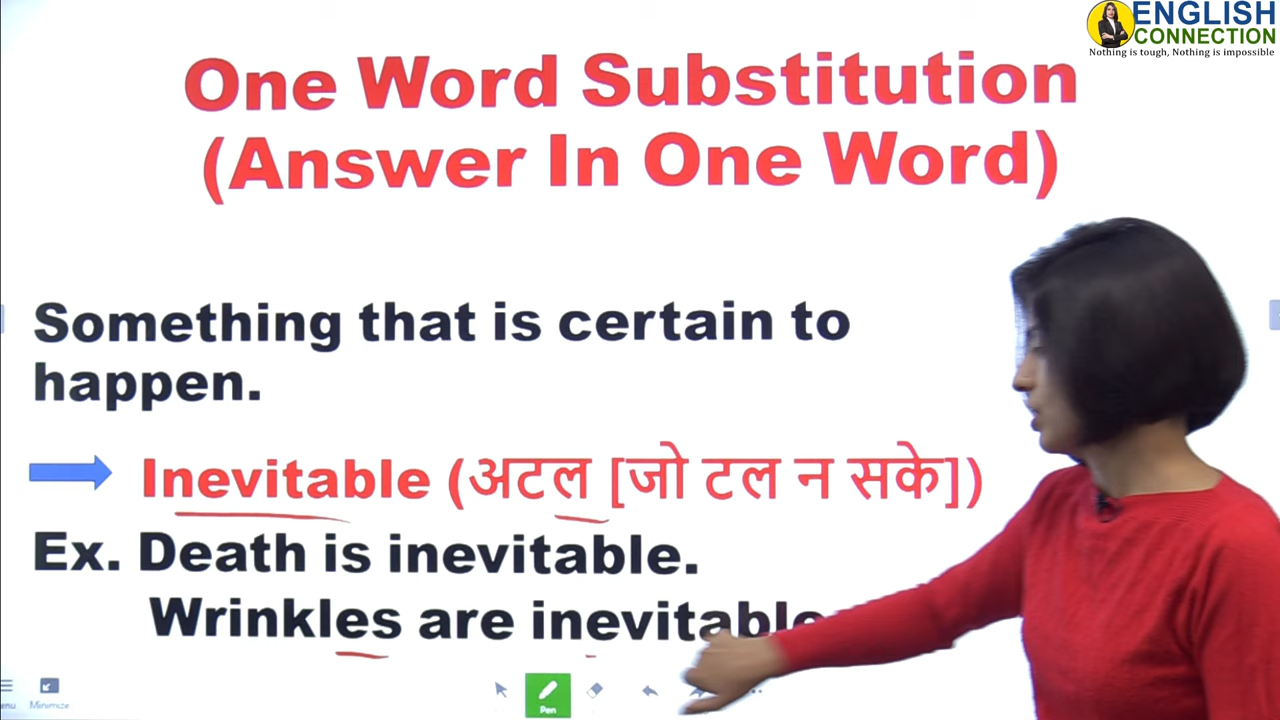 ENGLISH
CONNECTION
Nothing is tough, Nothing is impossible
One Word Substitution
(Answer In One Word)
Something that is certain to
happen.
Inevitable (अटल [जो टल न सके])
Ex. Death is inevitable.
Wrinkles are inevitable
Minimize
Pen